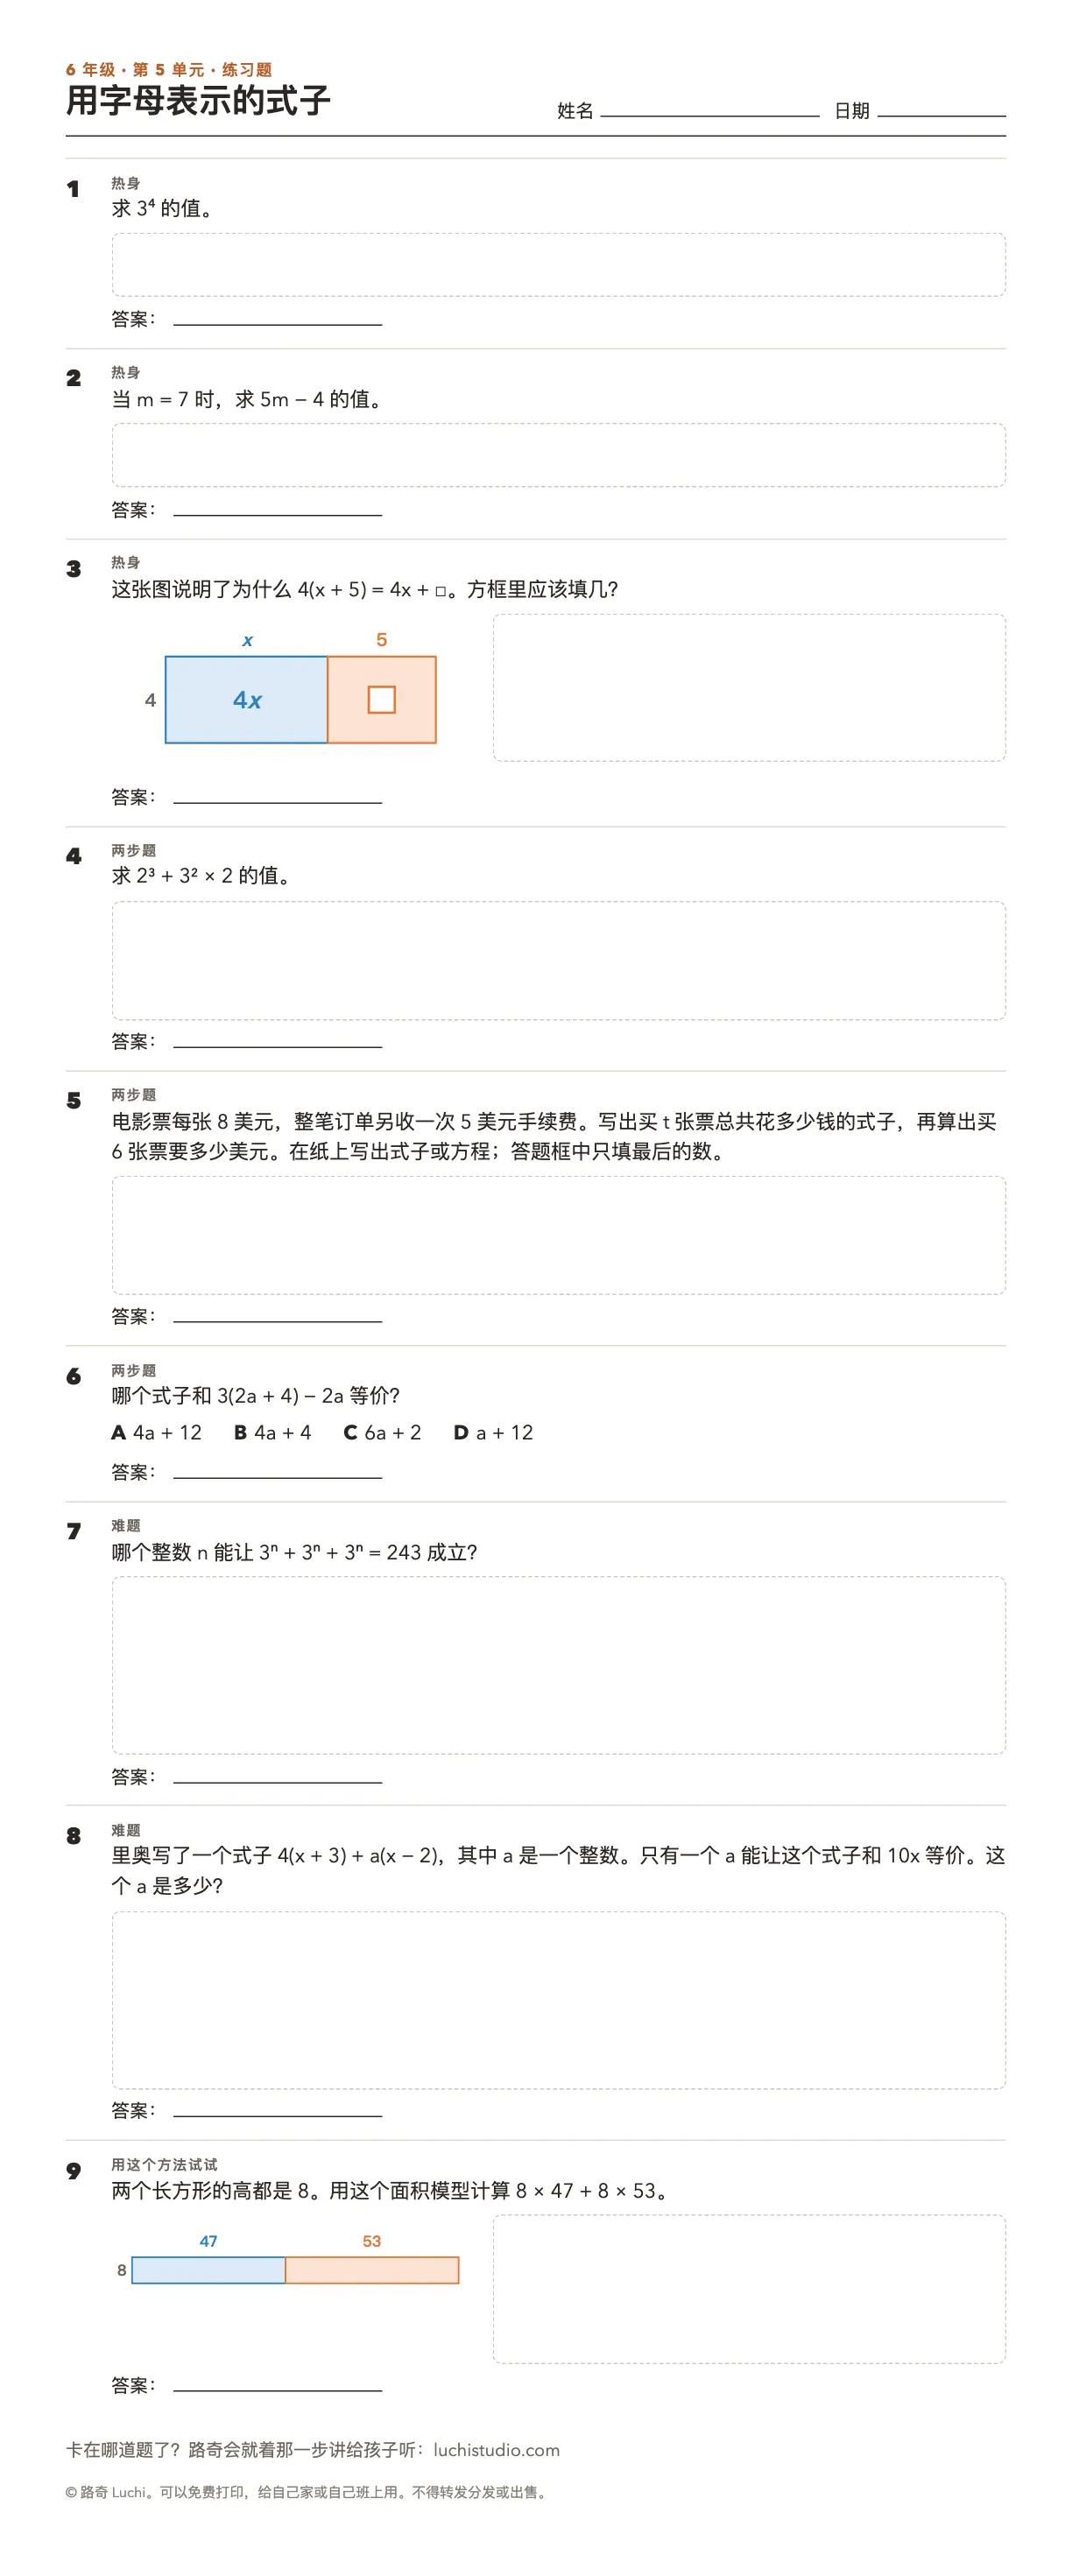 6 年级 · 第 5 单元 · 练习题
用字母表示的式子
姓名 日期
1
热身
求 3⁴ 的值。
答案：
2
热身
当 m = 7 时，求 5m − 4 的值。
答案：
3
热身
这张图说明了为什么 4(x + 5) = 4x + □。方框里应该填几？
x 5
4 4x
答案：
4
两步题
求 2³ + 3² × 2 的值。
答案：
5
两步题
电影票每张 8 美元，整笔订单另收一次 5 美元手续费。写出买 t 张票总共花多少钱的式子，再算出买
6 张票要多少美元。在纸上写出式子或方程；答题框中只填最后的数。
答案：
6
两步题
哪个式子和 3(2a + 4) − 2a 等价？
A 4a + 12 B 4a + 4 C 6a + 2 D a + 12
答案：
7
难题
哪个整数 n 能让 3ⁿ + 3ⁿ + 3ⁿ = 243 成立？
答案：
8
难题
里奥写了一个式子 4(x + 3) + a(x − 2)，其中 a 是一个整数。只有一个 a 能让这个式子和 10x 等价。这
个 a 是多少？
答案：
9
用这个方法试试
两个长方形的高都是 8。用这个面积模型计算 8 × 47 + 8 × 53。
47 53
8
答案：
卡在哪道题了？路奇会就着那一步讲给孩子听：luchistudio.com
© 路奇 Luchi。可以免费打印，给自己家或自己班上用。不得转发分发或出售。